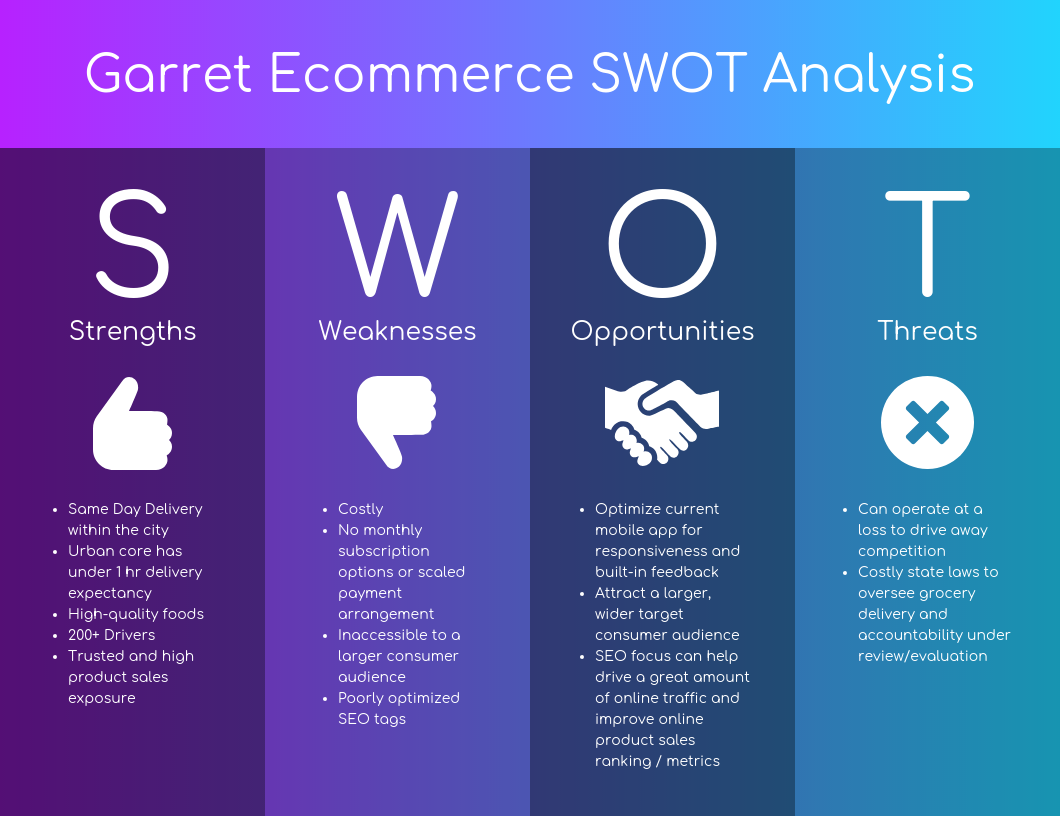 Garret Ecommerce SWOT Analysis
S
Strengths
• Same Day Delivery
within the city
• Urban core has
under 1 hr delivery
expectancy
• High-quality foods
• 200+ Drivers
• Trusted and high
product sales
exposure
W
Weaknesses
• Costly
• No monthly
subscription
options or scaled
payment
arrangement
• Inaccessible to a
larger consumer
audience
• Poorly optimized
SEO tags
O
Opportunities
• Optimize current
mobile app for
responsiveness and
built-in feedback
• Attract a larger,
wider target
consumer audience
• SEO focus can help
drive a great amount
of online traffic and
improve online
product sales
ranking / metrics
T
Threats
• Can operate at a
loss to drive away
competition
• Costly state laws to
oversee grocery
delivery and
accountability under
review/evaluation